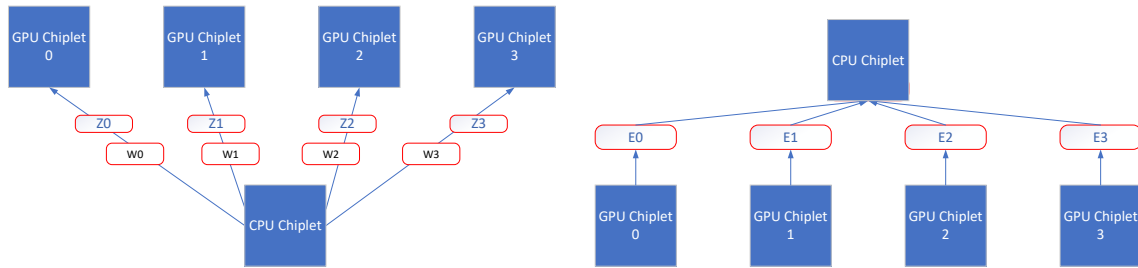 GPU Chiplet
0
GPU Chiplet
1
GPU Chiplet
2
GPU Chiplet
3
Z0
Z1
Z2
Z3
W0
W1
W2
W3
CPU Chiplet
CPU Chiplet
E0
E1
E2
E3
GPU Chiplet
0
GPU Chiplet
1
GPU Chiplet
2
GPU Chiplet
3